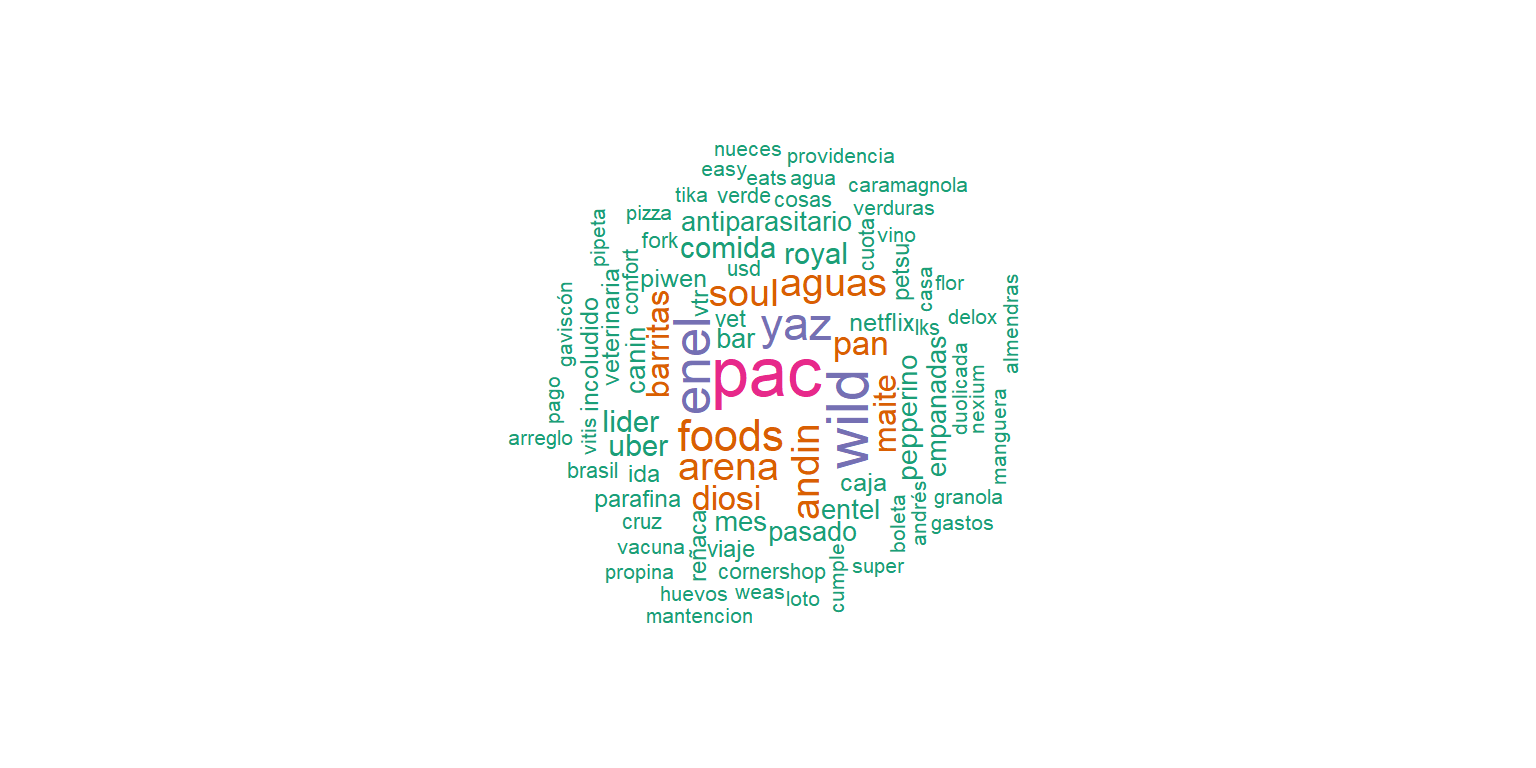 nueces
providencia
easy
eats
agua
caramagnola
tika
verde
cosas
verduras
pizza
antiparasitario
pipeta
fork
comida
royal
cuota
vino
confort
piwen
usd
petsu
casa
flor
gaviscón
incoludido
veterinaria
barritas
vtr
soul
aguas
almendras
canin
enel
vet
bar
yaz
netflix
lks
delox
pan
pac
pago
wild
maite
pepperino
empanadas
duolicada
nexium
manguera
arreglo
vitis
lider
uber
foods
andin
brasil
ida
arena
caja
parafina
diosi
entel
boleta
andrés
granola
gastos
cruz
reñaca
mes
pasado
vacuna
viaje
propina
cornershop
cumple
super
huevos
weas
loto
mantencion